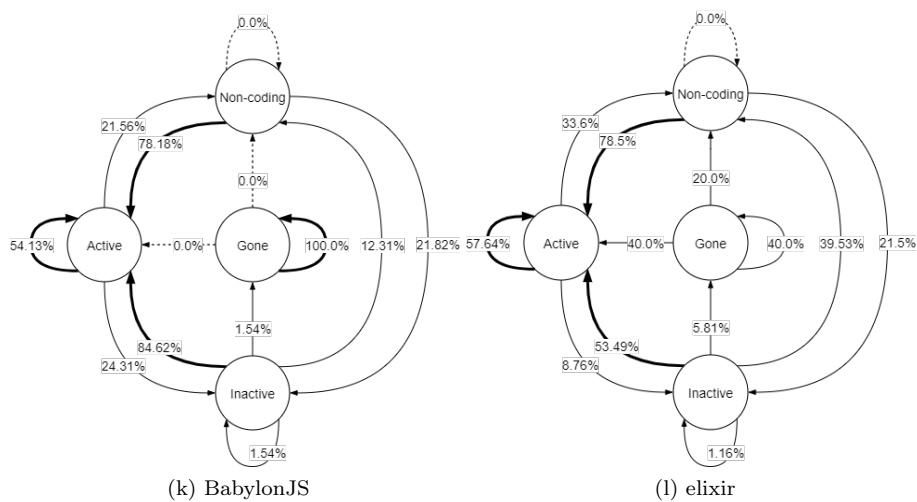 0.0% 0.0%
Non-coding Non-coding
21.56% 33.6%
78.18% 78.5%
0.0% 20.0%
54.13% Active 0.0% Gone 100.0% 12.31% 21.82% 57.64% Active 40.0% Gone 40.0% 39.53% 21.5%
1.54% 5.81%
84.62% 53.49%
24.31% 8.76%
Inactive Inactive
1.54% 1.16%
(k) BabylonJS (l) elixir